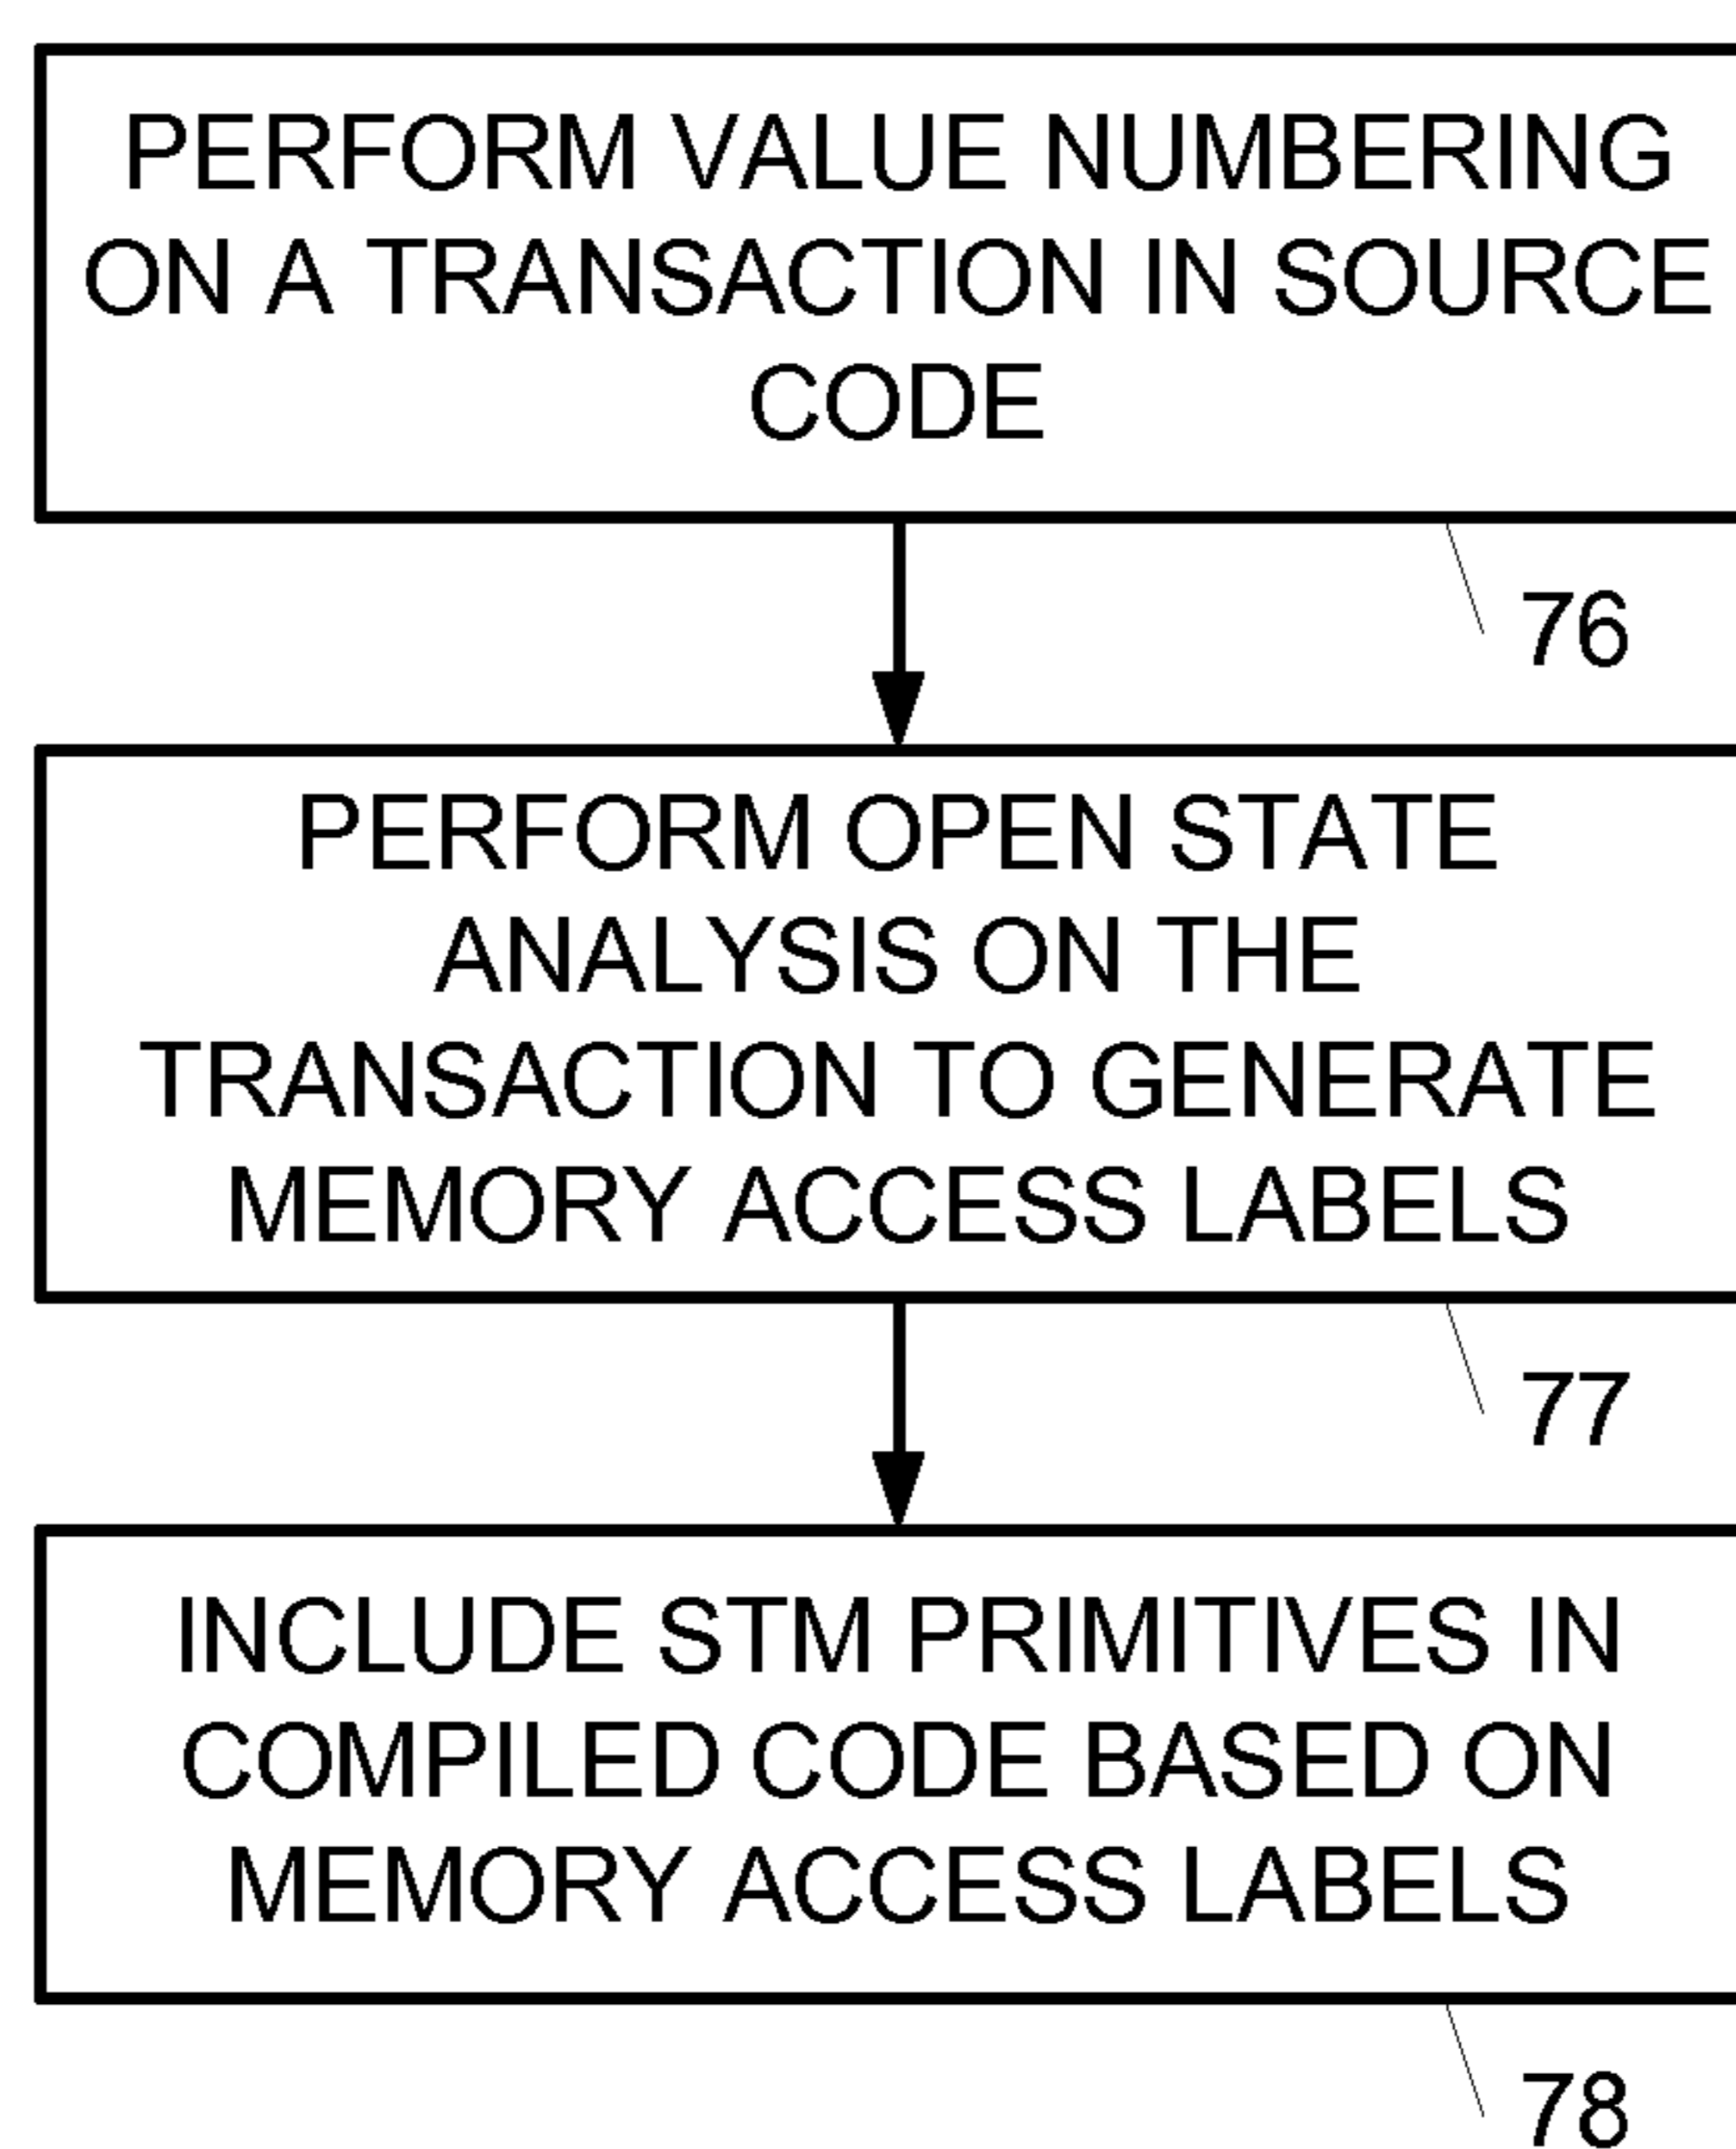 PERFORM VALUE NUMBERING
ON A TRANSACTION IN SOURCE
CODE
76
PERFORM OPEN STATE
ANALYSIS ON THE
TRANSACTION TO GENERATE
MEMORY ACCESS LABELS
77
INCLUDE STM PRIMITIVES IN
COMPILED CODE BASED ON
MEMORY ACCESS LABELS
78